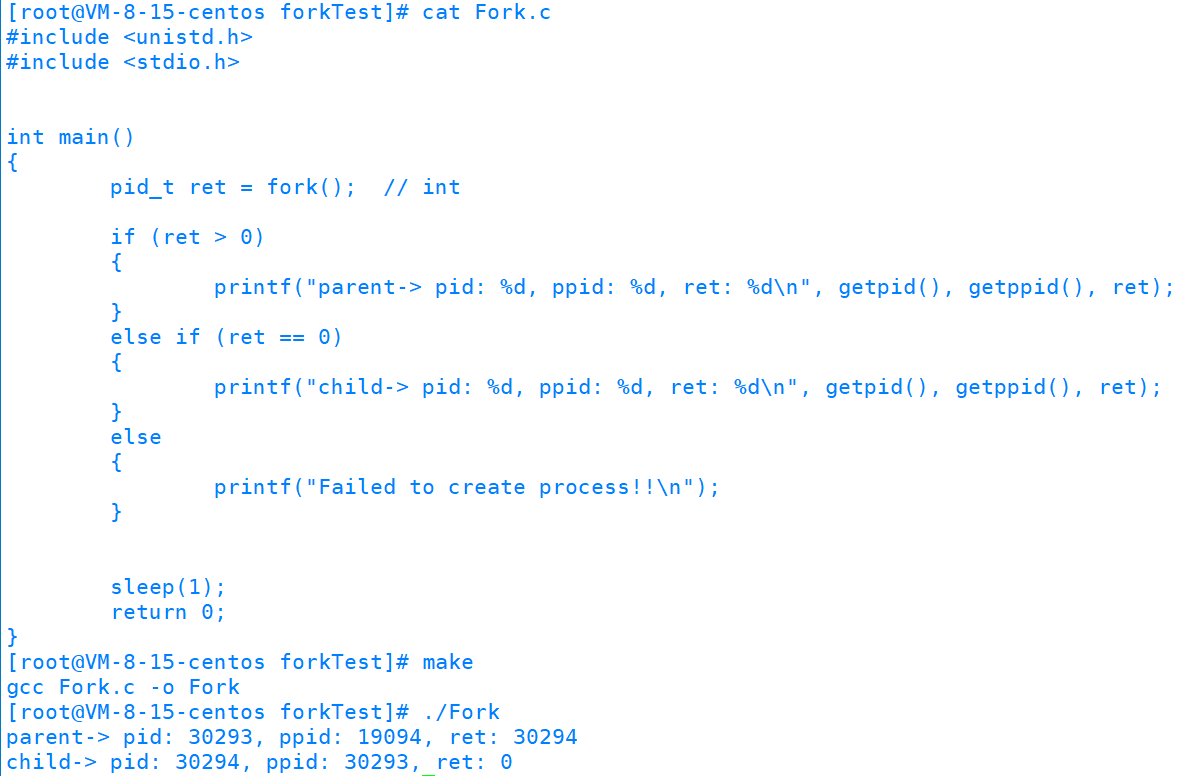 [root@VM-8-15-centos forkTest]# cat Fork.c
#include <unistd.h>
#include <stdio.h>
int main()
{
        pid_t ret = fork();  // int
        if (ret > 0)
        {
                printf("parent-> pid: %d, ppid: %d, ret: %d\n", getpid(), getppid(), ret);
        }
        else if (ret == 0)
        {
                printf("child-> pid: %d, ppid: %d, ret: %d\n", getpid(), getppid(), ret);
        }
        else
        {
                printf("Failed to create process!!\n");
        }
        sleep(1);
        return 0;
}
[root@VM-8-15-centos forkTest]# make
gcc Fork.c -o Fork
[root@VM-8-15-centos forkTest]# ./Fork
parent-> pid: 30293, ppid: 19094, ret: 30294
child-> pid: 30294, ppid: 30293, ret: 0